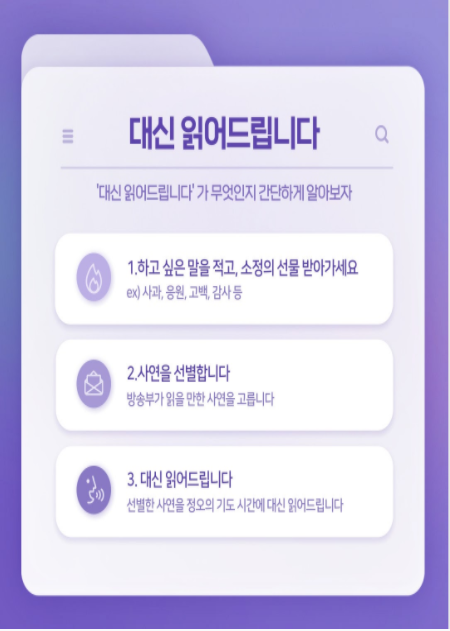 대신 읽어드립니다
'대신 읽어드립니다' 가 무엇인지 간단하게 알아보자
1.하고 싶은 말을 적고, 소정의 선물 받아가세요
ex) 사과, 응원, 고백, 감사 등
2.사연을 선별합니다
방송부가 읽을 만한 사연을 고릅니다
3. 대신 읽어드립니다
선별한 사연을 정오의 기도 시간에 대신 읽어드립니다